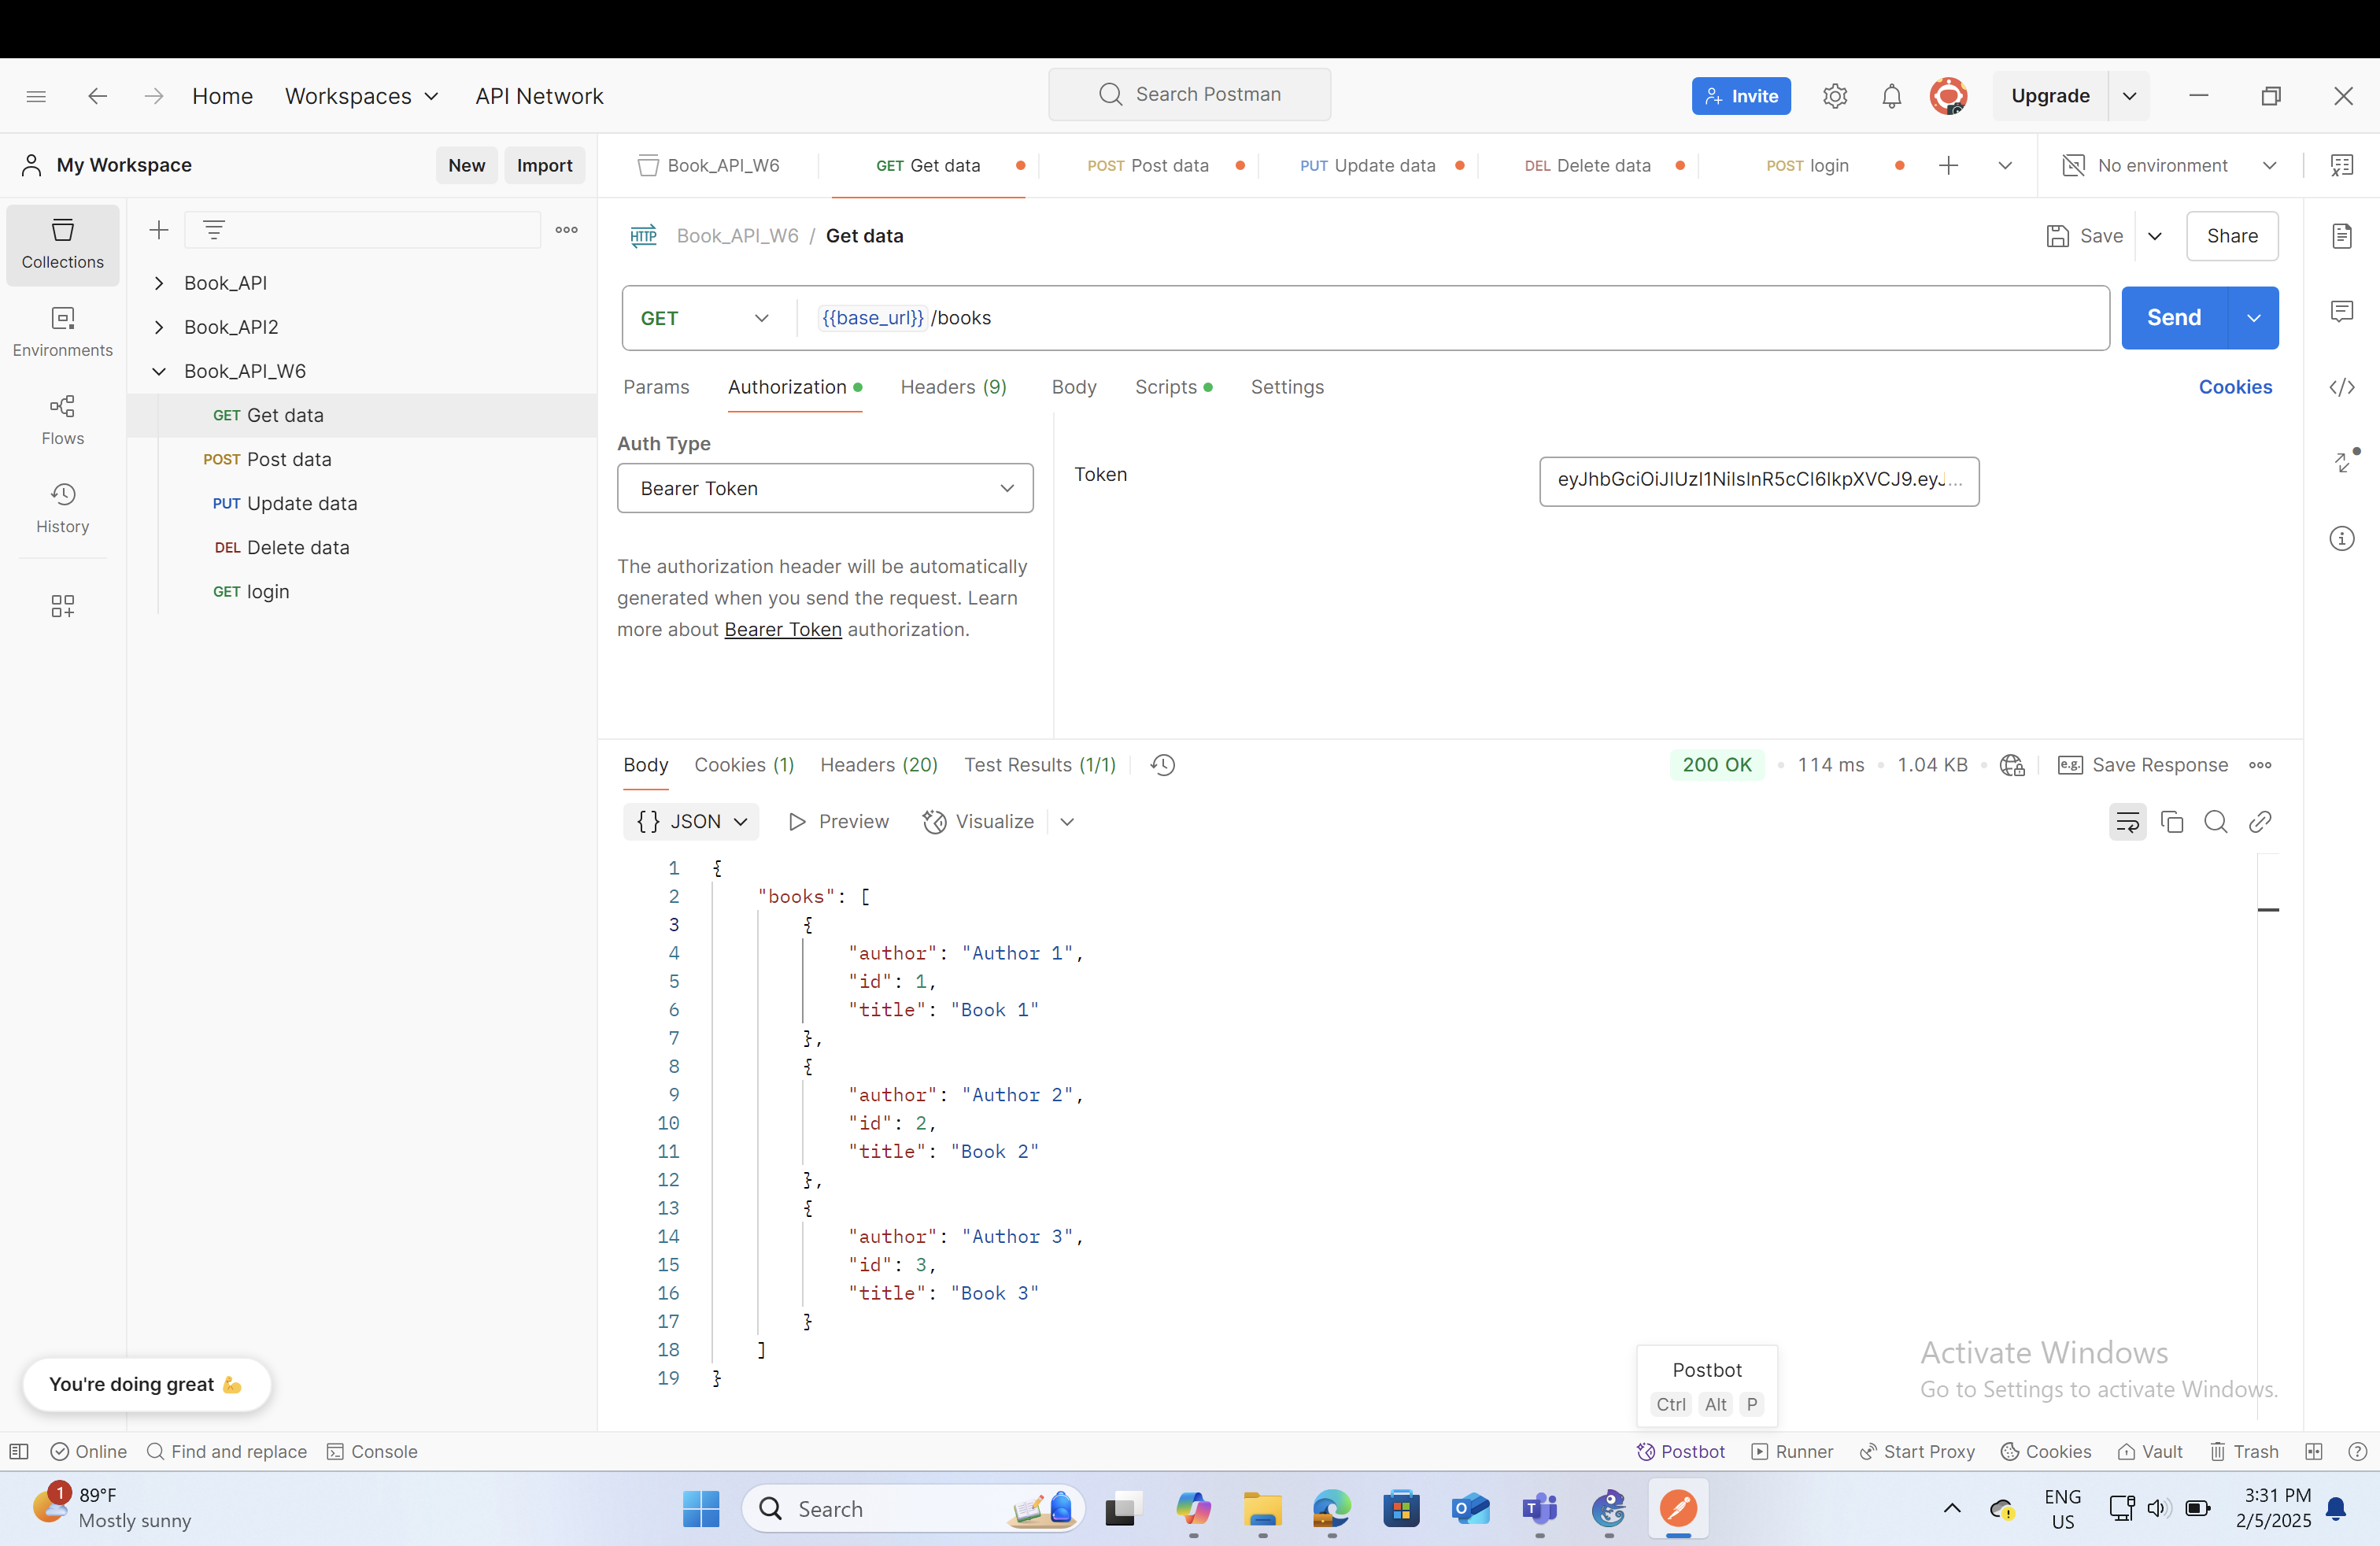 Home Workspaces API Network Search Postman Invite Upgrade
My Workspace New Import Book_API_W6 GET Get data POST Post data PUT Update data DEL Delete data POST login No environment
Collections
Environments
Flows
History
Book_API
Book_API2
Book_API_W6
GET Get data
POST Post data
PUT Update data
DEL Delete data
GET login
HTTP Book_API_W6 / Get data Save Share
GET {{base_url}} /books Send
Params Authorization Headers (9) Body Scripts Settings Cookies
Auth Type
Bearer Token
Token eyJhbGciOiJIUzI1NiIsInR5cCI6IkpXVCJ9.eyJ...
The authorization header will be automatically
generated when you send the request. Learn
more about Bearer Token authorization.
Body Cookies (1) Headers (20) Test Results (1/1) 200 OK 114 ms 1.04 KB e.g. Save Response
{} JSON Preview Visualize
1 {
2 "books": [
3 {
4 "author": "Author 1",
5 "id": 1,
6 "title": "Book 1"
7 },
8 {
9 "author": "Author 2",
10 "id": 2,
11 "title": "Book 2"
12 },
13 {
14 "author": "Author 3",
15 "id": 3,
16 "title": "Book 3"
17 }
18 ]
19 }
You're doing great 💪
Postbot
Ctrl Alt P
Activate Windows
Go to Settings to activate Windows.
Online Find and replace Console Postbot Runner Start Proxy Cookies Vault Trash
1 89°F
Mostly sunny
Search
ENG
US
3:31 PM
2/5/2025